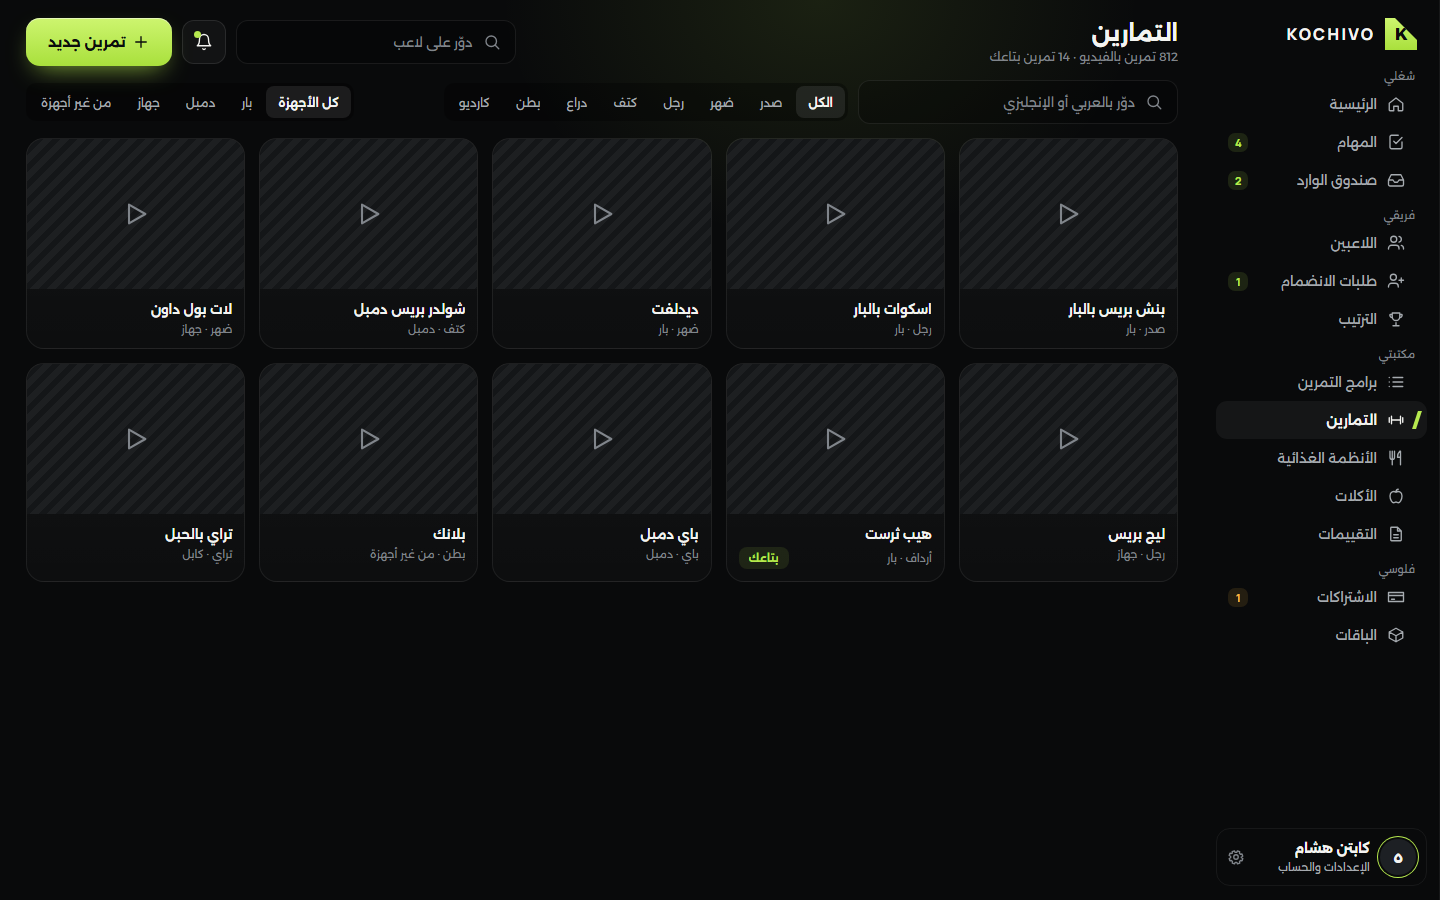 KOCHIVO
شغلي
الرئيسية
المهام 4
صندوق الوارد 2
فريقي
اللاعبين
طلبات الانضمام 1
الترتيب
مكتبتي
برامج التمرين
التمارين
الأنظمة الغذائية
الأكلات
التقييمات
فلوسي
الاشتراكات 1
الباقات
كابتن هشام
الإعدادات والحساب
التمارين
812 تمرين بالفيديو · 14 تمرين بتاعك
دوّر على لاعب
تمرين جديد
دوّر بالعربي أو الإنجليزي
الكل صدر ضهر رجل كتف دراع بطن كارديو
كل الأجهزة بار دمبل جهاز من غير أجهزة
بنش بريس بالبار
صدر · بار
اسكوات بالبار
رجل · بار
ديدلفت
ضهر · بار
شولدر بريس دمبل
كتف · دمبل
لات بول داون
ضهر · جهاز
ليج بريس
رجل · جهاز
هيب ثرست
أرداف · بار
بتاعك
باي دمبل
باي · دمبل
بلانك
بطن · من غير أجهزة
تراي بالحبل
تراي · كابل